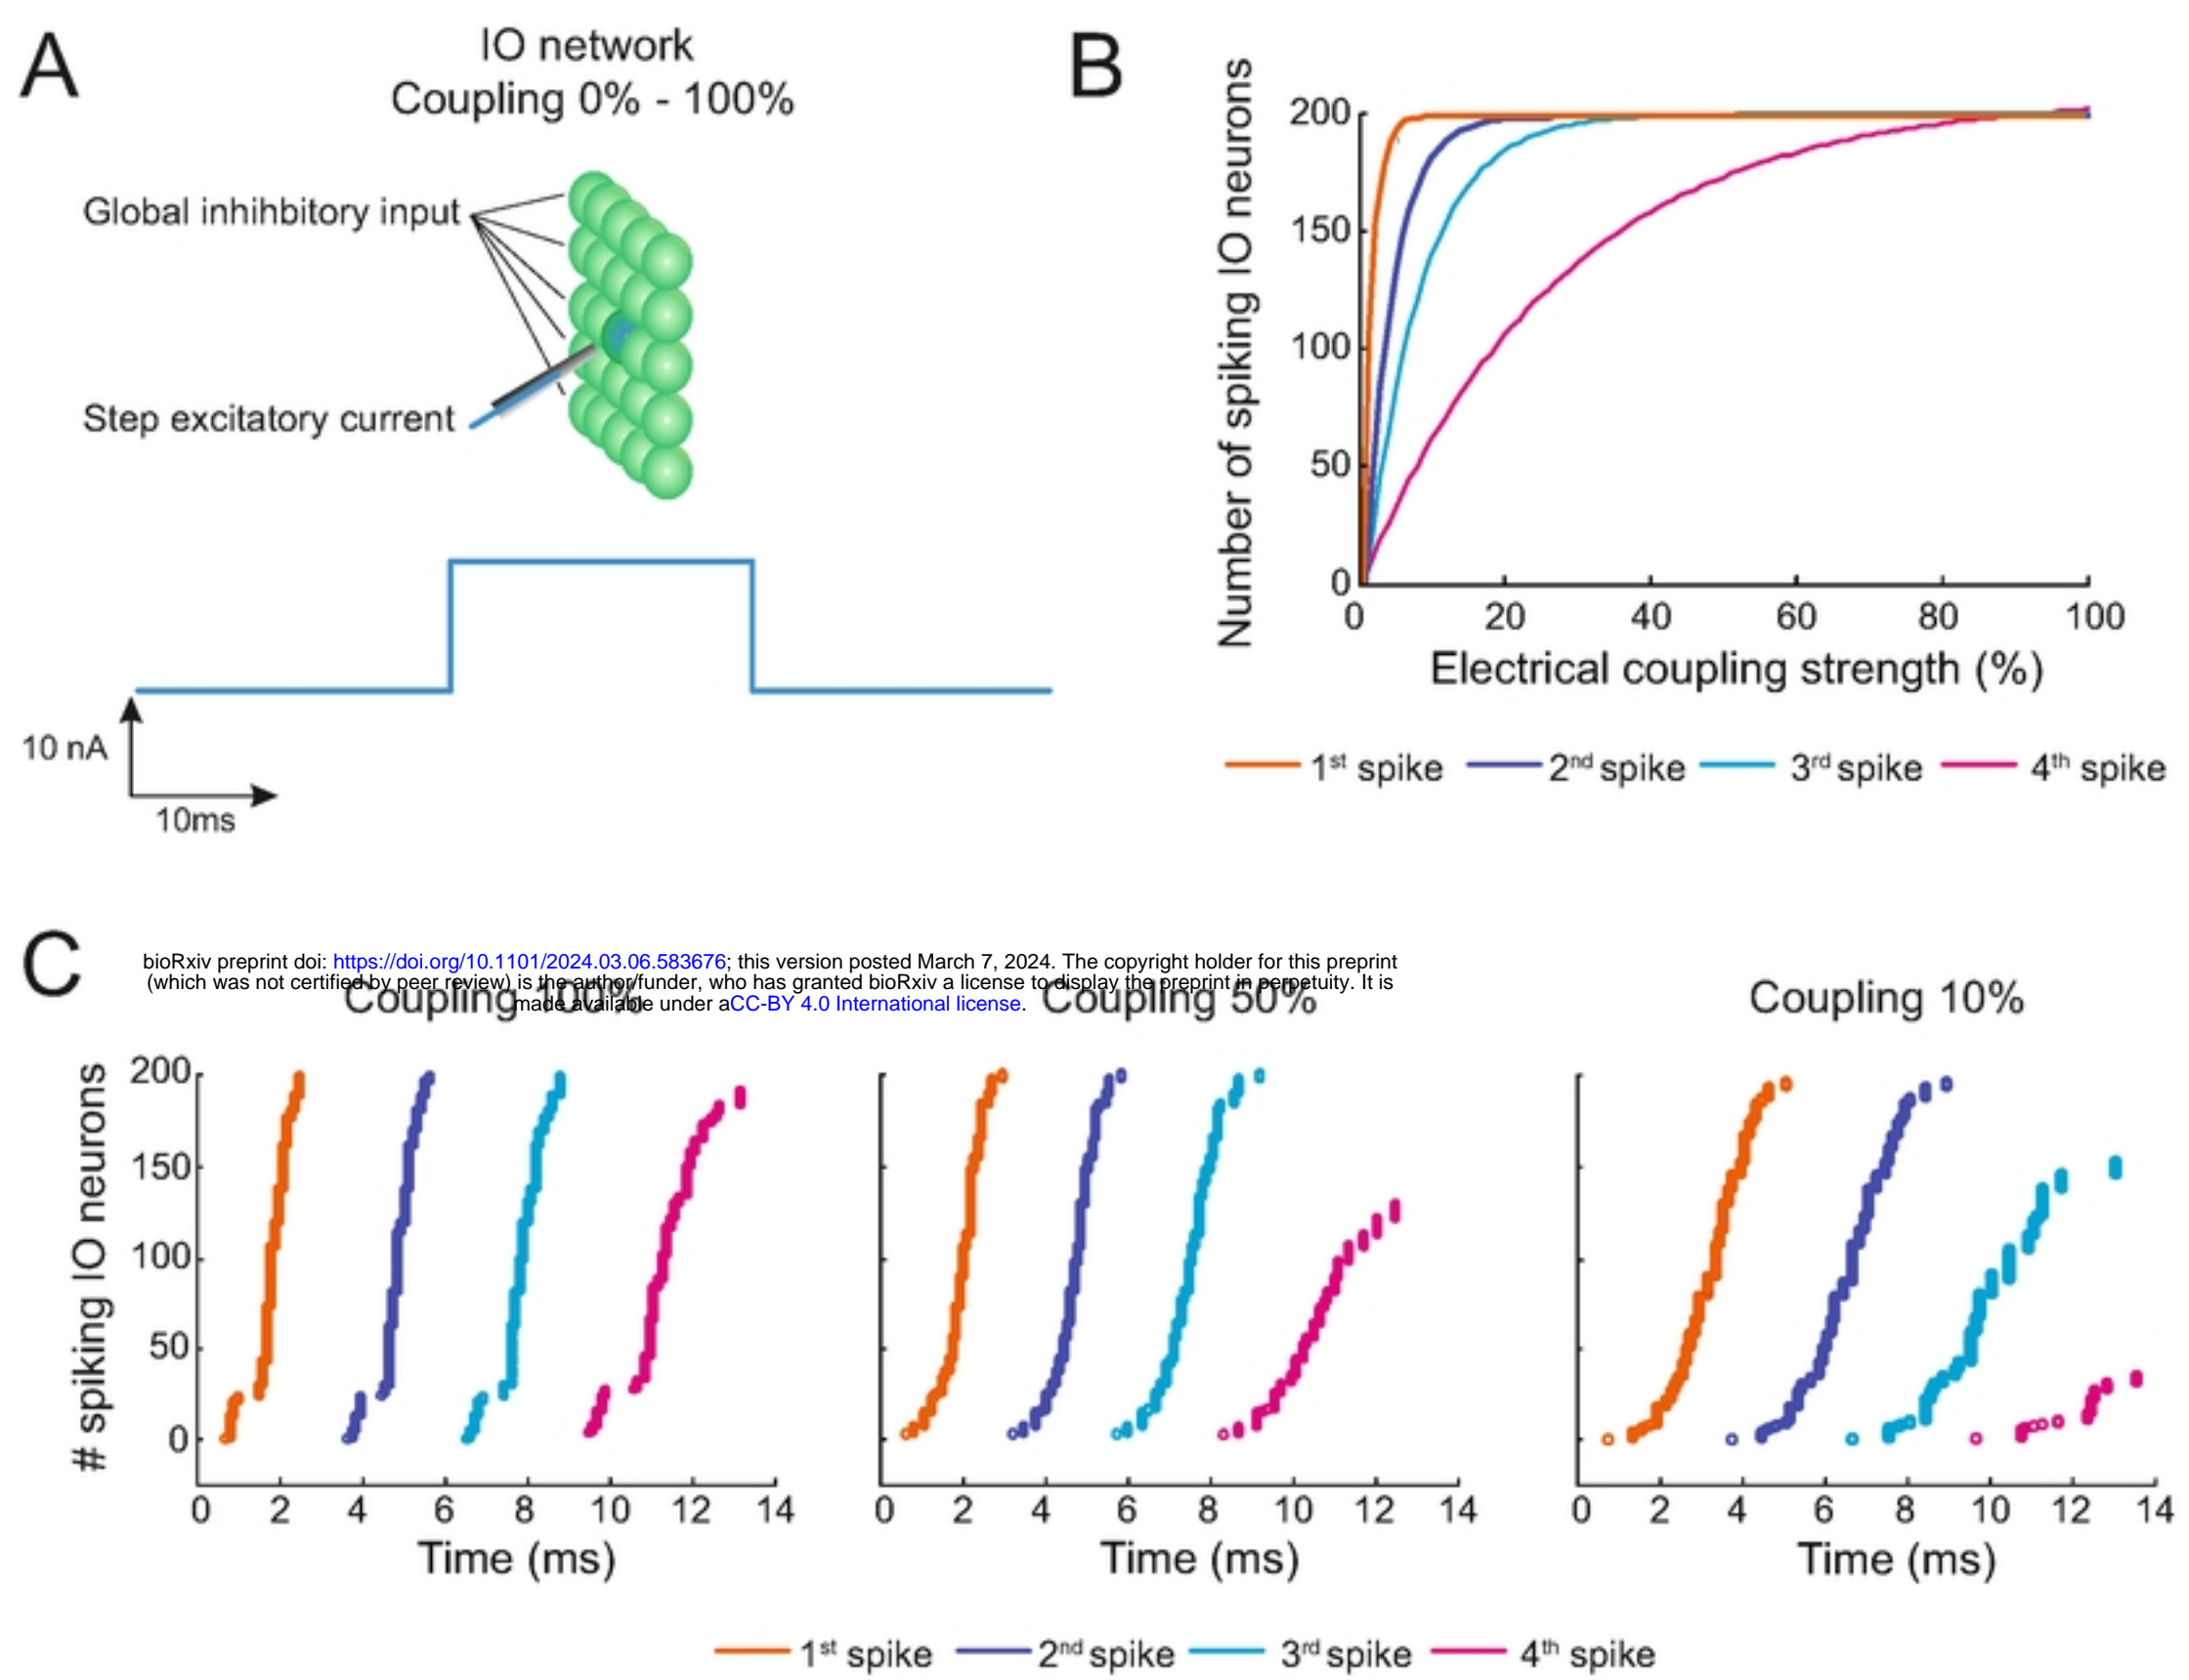 A
IO network
Coupling 0% - 100%
Global inhihbitory input
Step excitatory current
10 nA
10ms
B
Number of spiking IO neurons
200
150
100
50
0
0 20 40 60 80 100
Electrical coupling strength (%)
1st spike 2nd spike 3rd spike 4th spike
C
bioRxiv preprint doi: https://doi.org/10.1101/2024.03.06.583676; this version posted March 7, 2024. The copyright holder for this preprint
(which was not certified by peer review) is the author/funder, who has granted bioRxiv a license to display the preprint in perpetuity. It is
made available under aCC-BY 4.0 International license.
Coupling 100% Coupling 50% Coupling 10%
# spiking IO neurons
200
150
100
50
0
0 2 4 6 8 10 12 14 0 2 4 6 8 10 12 14 0 2 4 6 8 10 12 14
Time (ms) Time (ms) Time (ms)
1st spike 2nd spike 3rd spike 4th spike